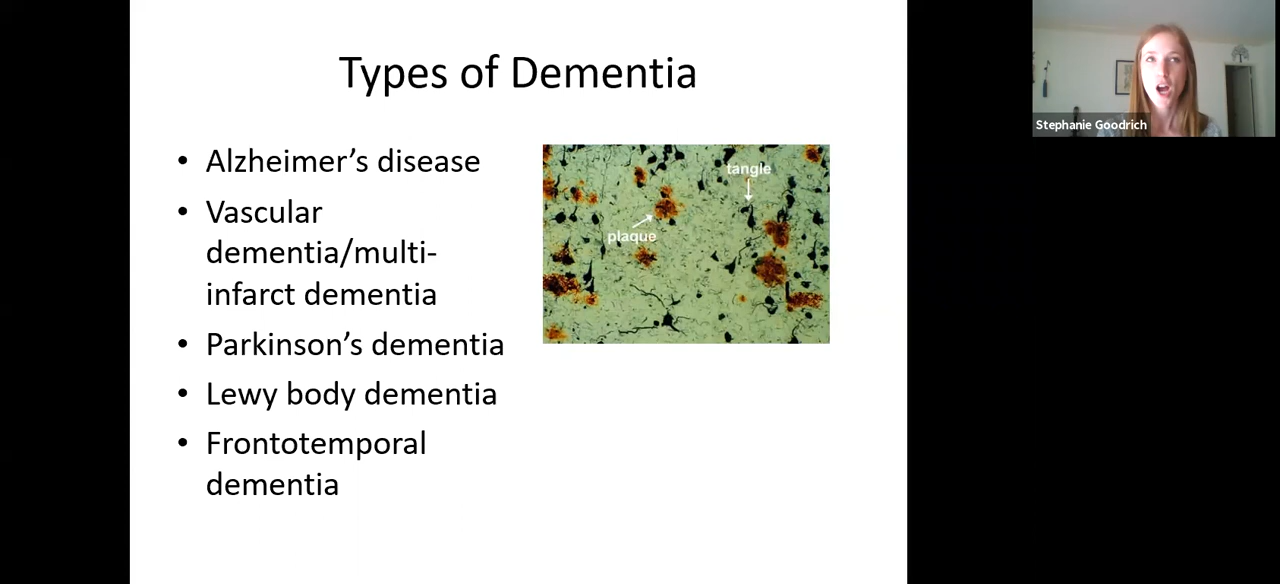 Types of Dementia
• Alzheimer’s disease
• Vascular
dementia/multi-
infarct dementia
• Parkinson’s dementia
• Lewy body dementia
• Frontotemporal
dementia
tangle
plaque
Stephanie Goodrich